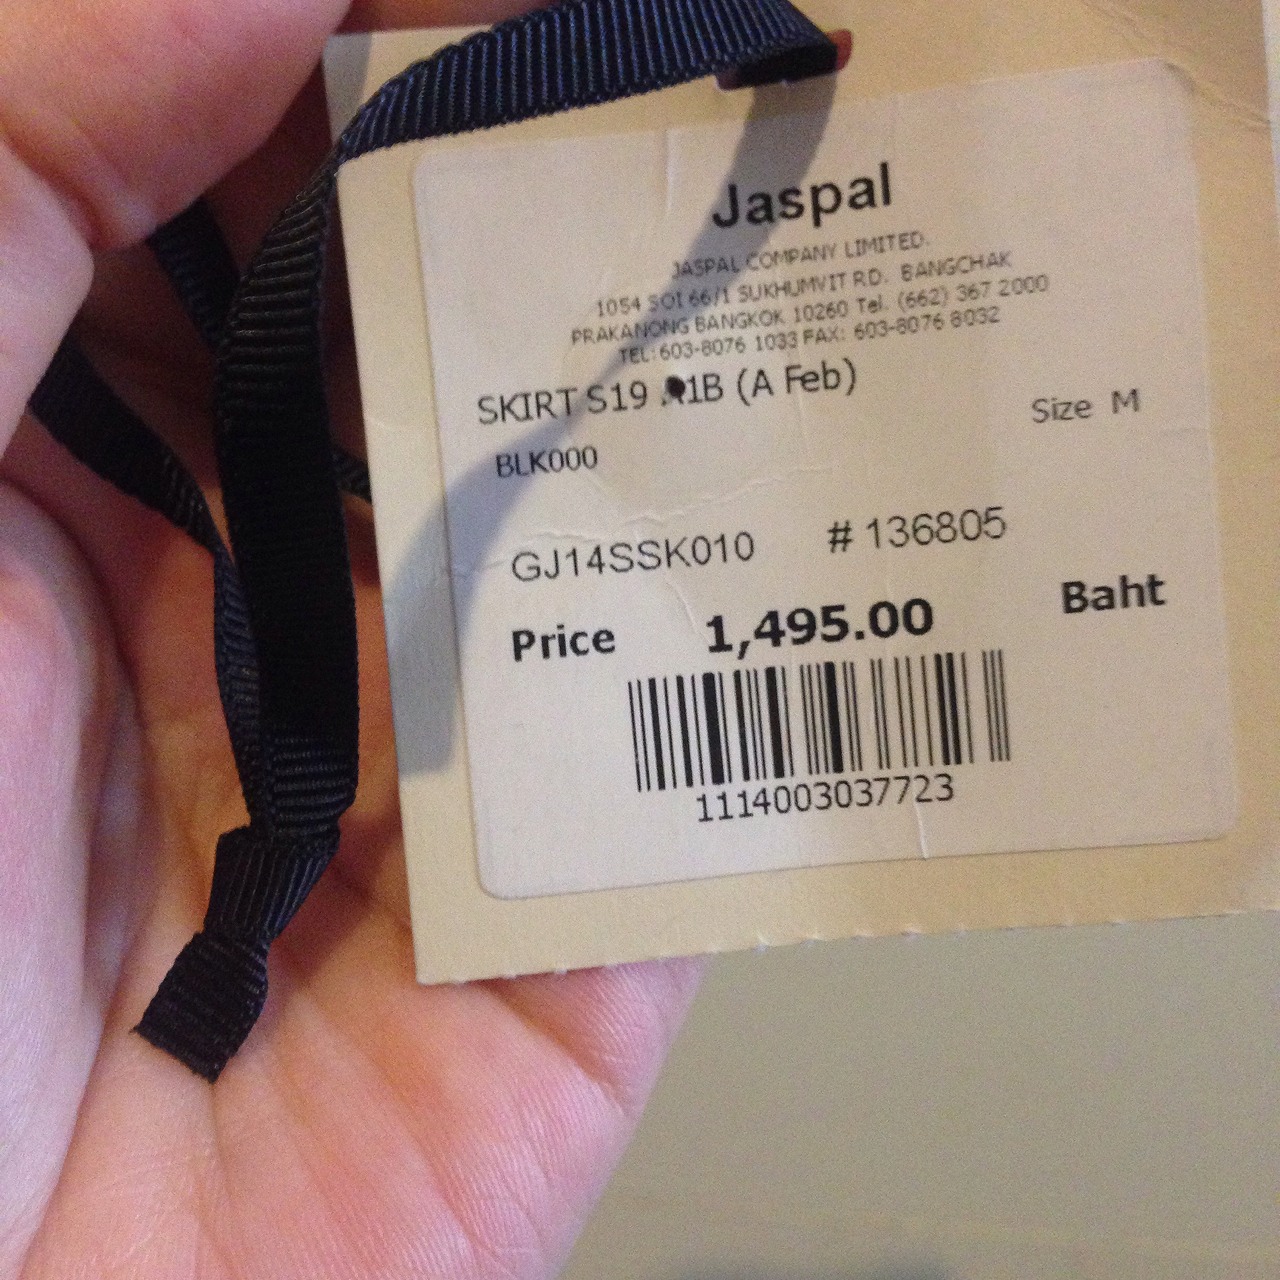 Jaspal
JASPAL COMPANY LIMITED.
1054 SOI 66/1 SUKHUMVIT RD. BANGCHAK
PRAKANONG BANGKOK 10260 Tel. (662) 367 2000
TEL:603-8076 1033 FAX: 603-8076 8032
SKIRT S19 (A Feb)
Size M
BLK000
GJ14SSK010 # 136805
Price 1,495.00 Baht
1114003037723